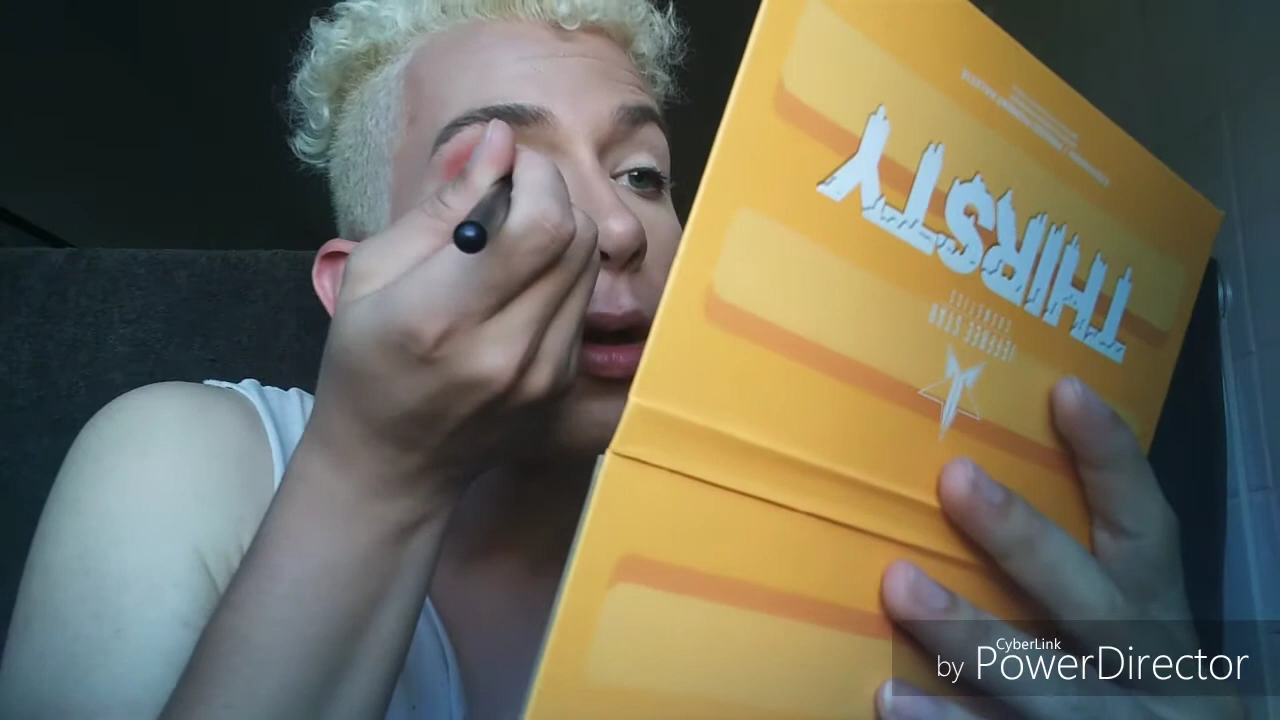 THIRSTY
JEFFREE STAR
COSMETICS
CyberLink
by PowerDirector